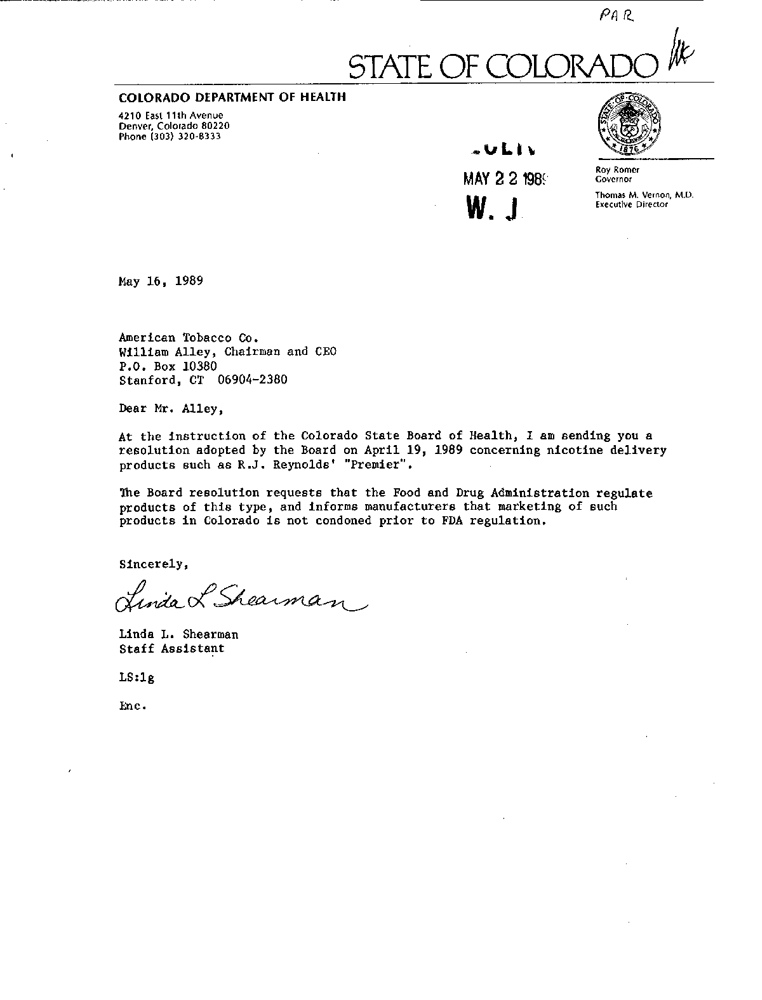 PAR
STATE OF COLORADO
COLORADO DEPARTMENT OF HEALTH
4210 East 11th Avenue
Denver, Colorado 80220
Phone (303) 320-8333
STATE OF COLORADO
1876
MAY 22 198
W. J
Roy Romer
Governor
Thomas M. Vernon, M.D.
Executive Director
May 16, 1989
American Tobacco Co.
William Alley, Chairman and CEO
P.O. Box 10380
Stanford, CT 06904-2380
Dear Mr. Alley,
At the instruction of the Colorado State Board of Health, I am sending you a
resolution adopted by the Board on April 19, 1989 concerning nicotine delivery
products such as R.J. Reynolds' "Premier".
The Board resolution requests that the Food and Drug Administration regulate
products of this type, and informs manufacturers that marketing of such
products in Colorado is not condoned prior to FDA regulation.
Sincerely,
Linda L Shearman
Linda L. Shearman
Staff Assistant
LS:lg
Enc.